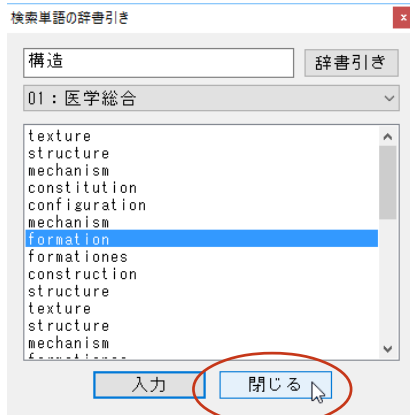 検索単語の辞書引き
構造
辞書引き
01：医学総合
texture
structure
mechanism
constitution
configuration
mechanism
formation
formationes
construction
structure
texture
structure
mechanism
入力
閉じる